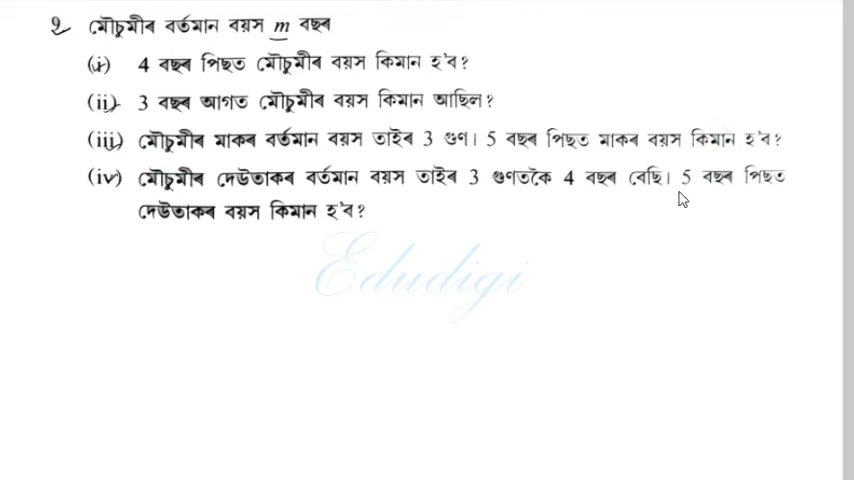 2 মৌচুমীৰ বৰ্তমান বয়স m বছৰ
(i) 4 বছৰ পিছত মৌচুমীৰ বয়স কিমান হ'ব?
(ii) 3 বছৰ আগত মৌচুমীৰ বয়স কিমান আছিল?
(iii) মৌচুমীৰ মাকৰ বৰ্তমান বয়স তাইৰ 3 গুণ। 5 বছৰ পিছত মাকৰ বয়স কিমান হ'ব?
(iv) মৌচুমীৰ দেউতাকৰ বৰ্তমান বয়স তাইৰ 3 গুণতকৈ 4 বছৰ বেছি। 5 বছৰ পিছত
দেউতাকৰ বয়স কিমান হ'ব?
Edudigi